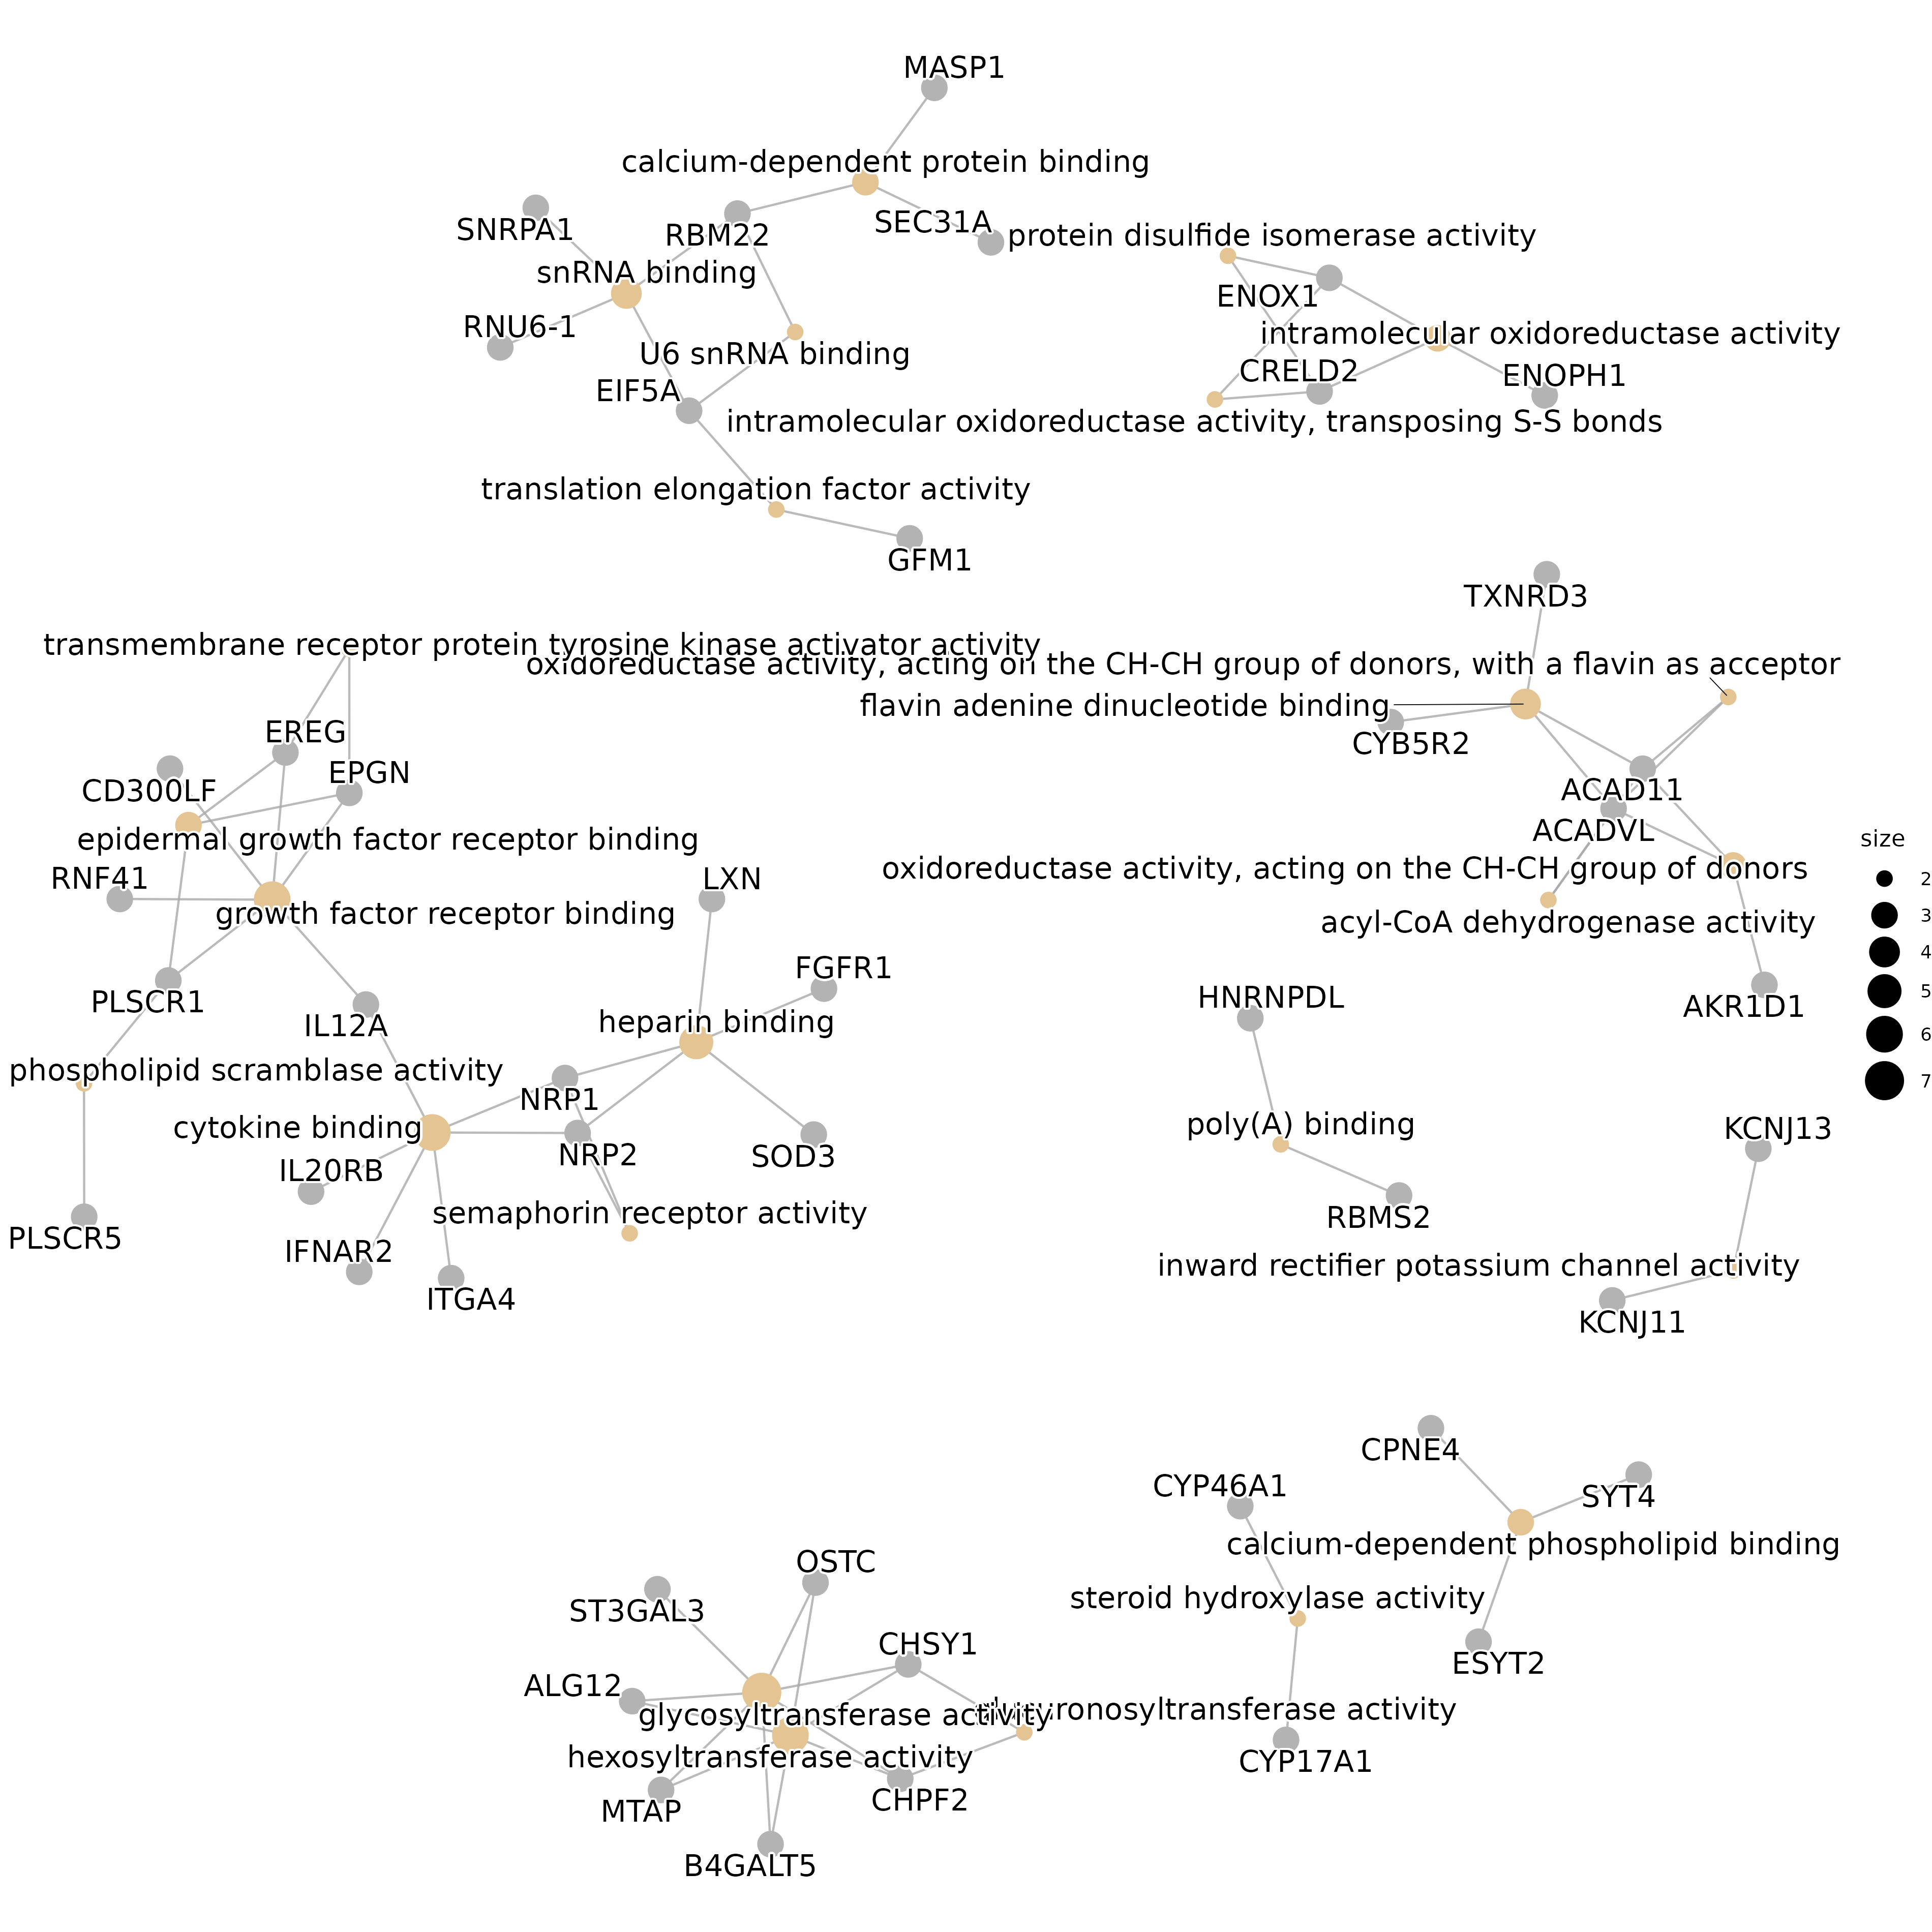 MASP1
calcium-dependent protein binding
SNRPA1
RBM22
SEC31A
protein disulfide isomerase activity
snRNA binding
ENOX1
RNU6-1
intramolecular oxidoreductase activity
U6 snRNA binding
CRELD2
ENOPH1
EIF5A
intramolecular oxidoreductase activity, transposing S-S bonds
translation elongation factor activity
GFM1
TXNRD3
transmembrane receptor protein tyrosine kinase activator activity
oxidoreductase activity, acting on the CH-CH group of donors, with a flavin as acceptor
flavin adenine dinucleotide binding
EREG
CYB5R2
EPGN
CD300LF
ACAD11
ACADVL
epidermal growth factor receptor binding
size
oxidoreductase activity, acting on the CH-CH group of donors
RNF41
LXN
2
growth factor receptor binding
3
acyl-CoA dehydrogenase activity
4
FGFR1
5
HNRNPDL
PLSCR1
AKR1D1
heparin binding
IL12A
6
phospholipid scramblase activity
7
NRP1
poly(A) binding
cytokine binding
KCNJ13
NRP2
SOD3
IL20RB
semaphorin receptor activity
RBMS2
PLSCR5
IFNAR2
inward rectifier potassium channel activity
ITGA4
KCNJ11
CPNE4
CYP46A1
SYT4
calcium-dependent phospholipid binding
OSTC
steroid hydroxylase activity
ST3GAL3
CHSY1
ESYT2
ALG12
glycosyltransferase activity
activity
hexosyltransferase activity
CYP17A1
CHPF2
MTAP
B4GALT5